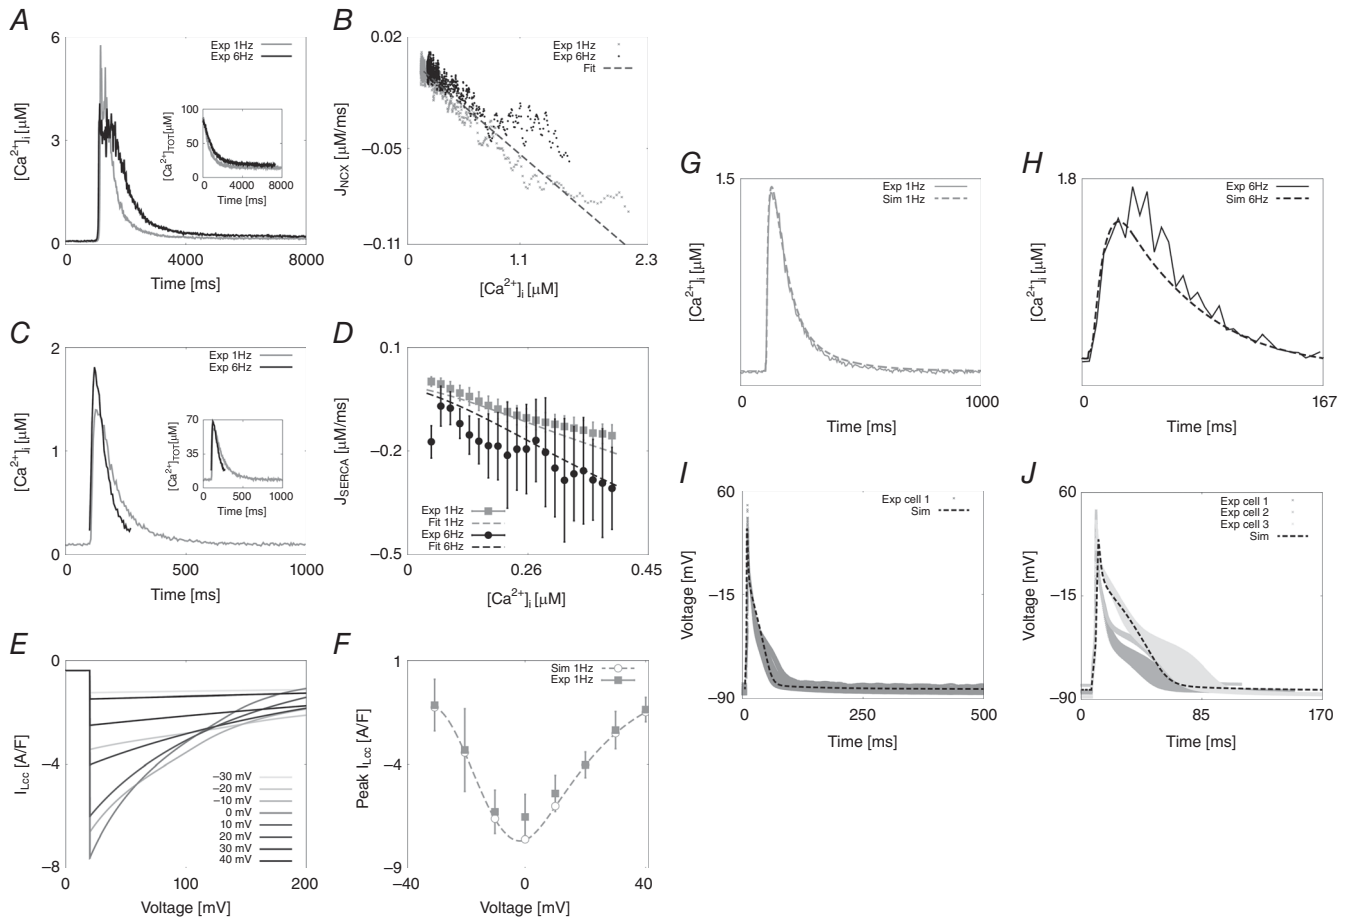 A
6
3
0
[Ca²⁺]ᵢ [μM]
Exp 1Hz
Exp 6Hz
100
50
0
[Ca²⁺]TOT[μM]
0 4000 8000
Time [ms]
0 4000 8000
Time [ms]
B
0.02
−0.05
−0.11
J_NCX [μM/ms]
Exp 1Hz
Exp 6Hz
Fit
0 1.1 2.3
[Ca²⁺]ᵢ [μM]
C
2
1
0
[Ca²⁺]ᵢ [μM]
Exp 1Hz
Exp 6Hz
70
35
0
[Ca²⁺]TOT[μM]
0 500 1000
Time [ms]
0 500 1000
Time [ms]
D
0.1
−0.2
−0.5
J_SERCA [μM/ms]
Exp 1Hz
Fit 1Hz
Exp 6Hz
Fit 6Hz
0.26 0.45
[Ca²⁺]ᵢ [μM]
E
0
−4
−8
I_Lcc [A/F]
−30 mV
−20 mV
−10 mV
0 mV
10 mV
20 mV
30 mV
40 mV
0 100 200
Voltage [mV]
F
1
−4
−9
Peak I_Lcc [A/F]
Sim 1Hz
Exp 1Hz
−40 0 40
Voltage [mV]
G
1.5
[Ca²⁺]ᵢ [μM]
Exp 1Hz
Sim 1Hz
0 1000
Time [ms]
H
1.8
[Ca²⁺]ᵢ [μM]
Exp 6Hz
Sim 6Hz
0 167
Time [ms]
I
60
−15
−90
Voltage [mV]
Exp cell 1
Sim
0 250 500
Time [ms]
J
60
−15
−90
Voltage [mV]
Exp cell 1
Exp cell 2
Exp cell 3
Sim
0 85 170
Time [ms]